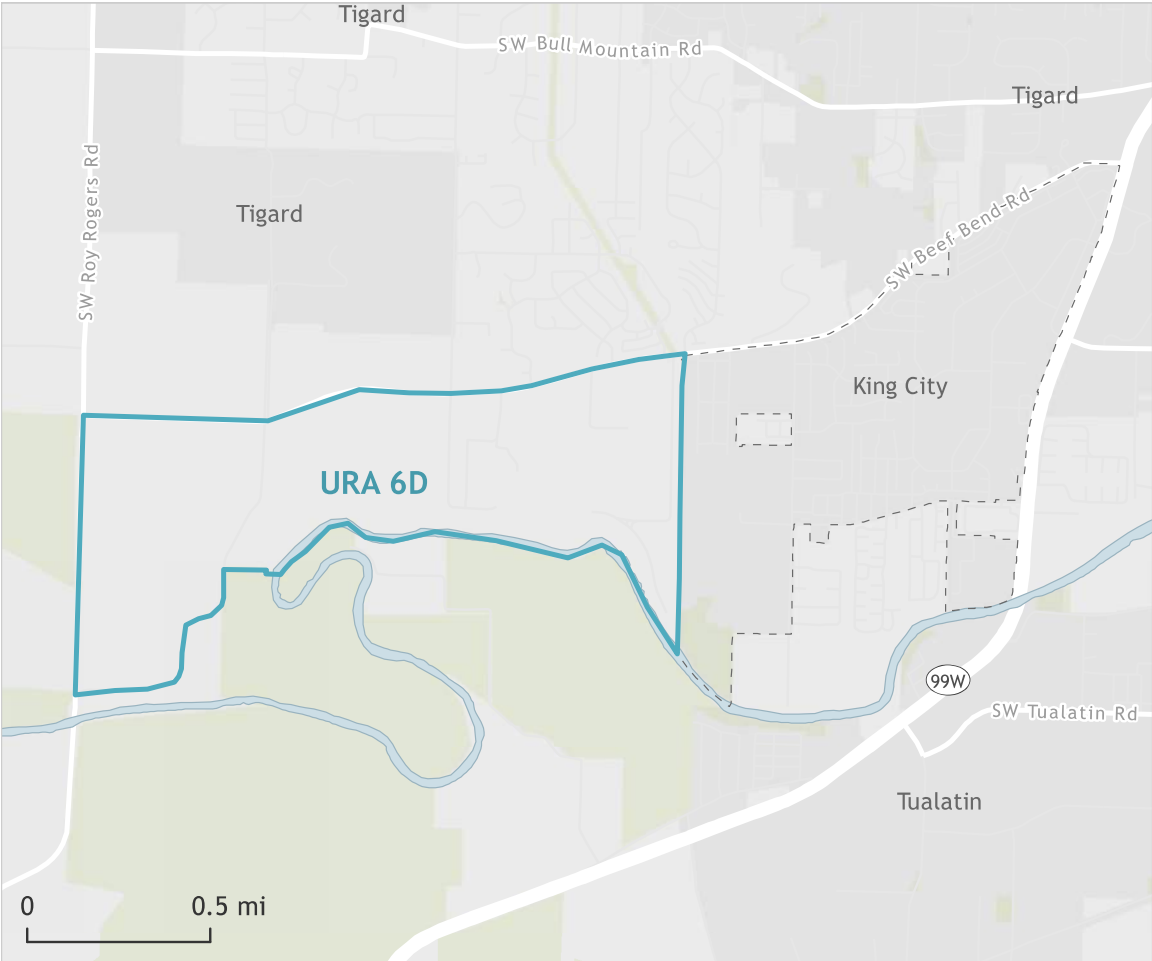 Tigard
SW Bull Mountain Rd
Tigard
SW Roy Rogers Rd
Tigard
SW Beef Bend Rd
King City
URA 6D
99W
SW Tualatin Rd
Tualatin
0
0.5 mi